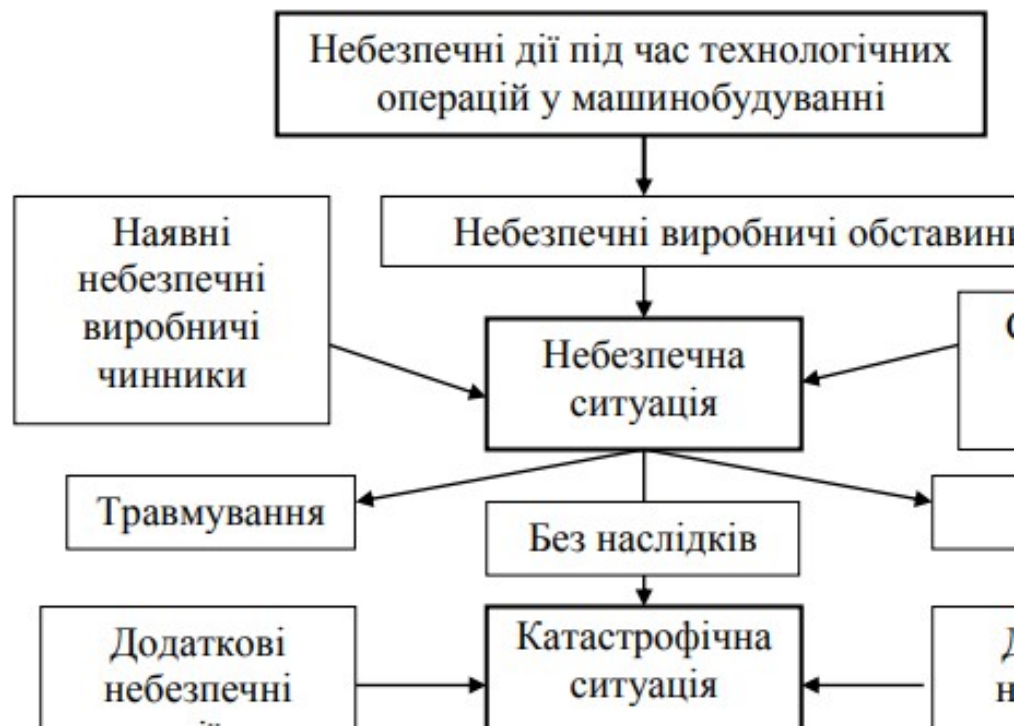 Небезпечні дії під час технологічних
операцій у машинобудуванні
Наявні
небезпечні
виробничі
чинники
Небезпечні виробничі обставини
Небезпечна
ситуація
Травмування
Без наслідків
Додаткові
небезпечні
Катастрофічна
ситуація